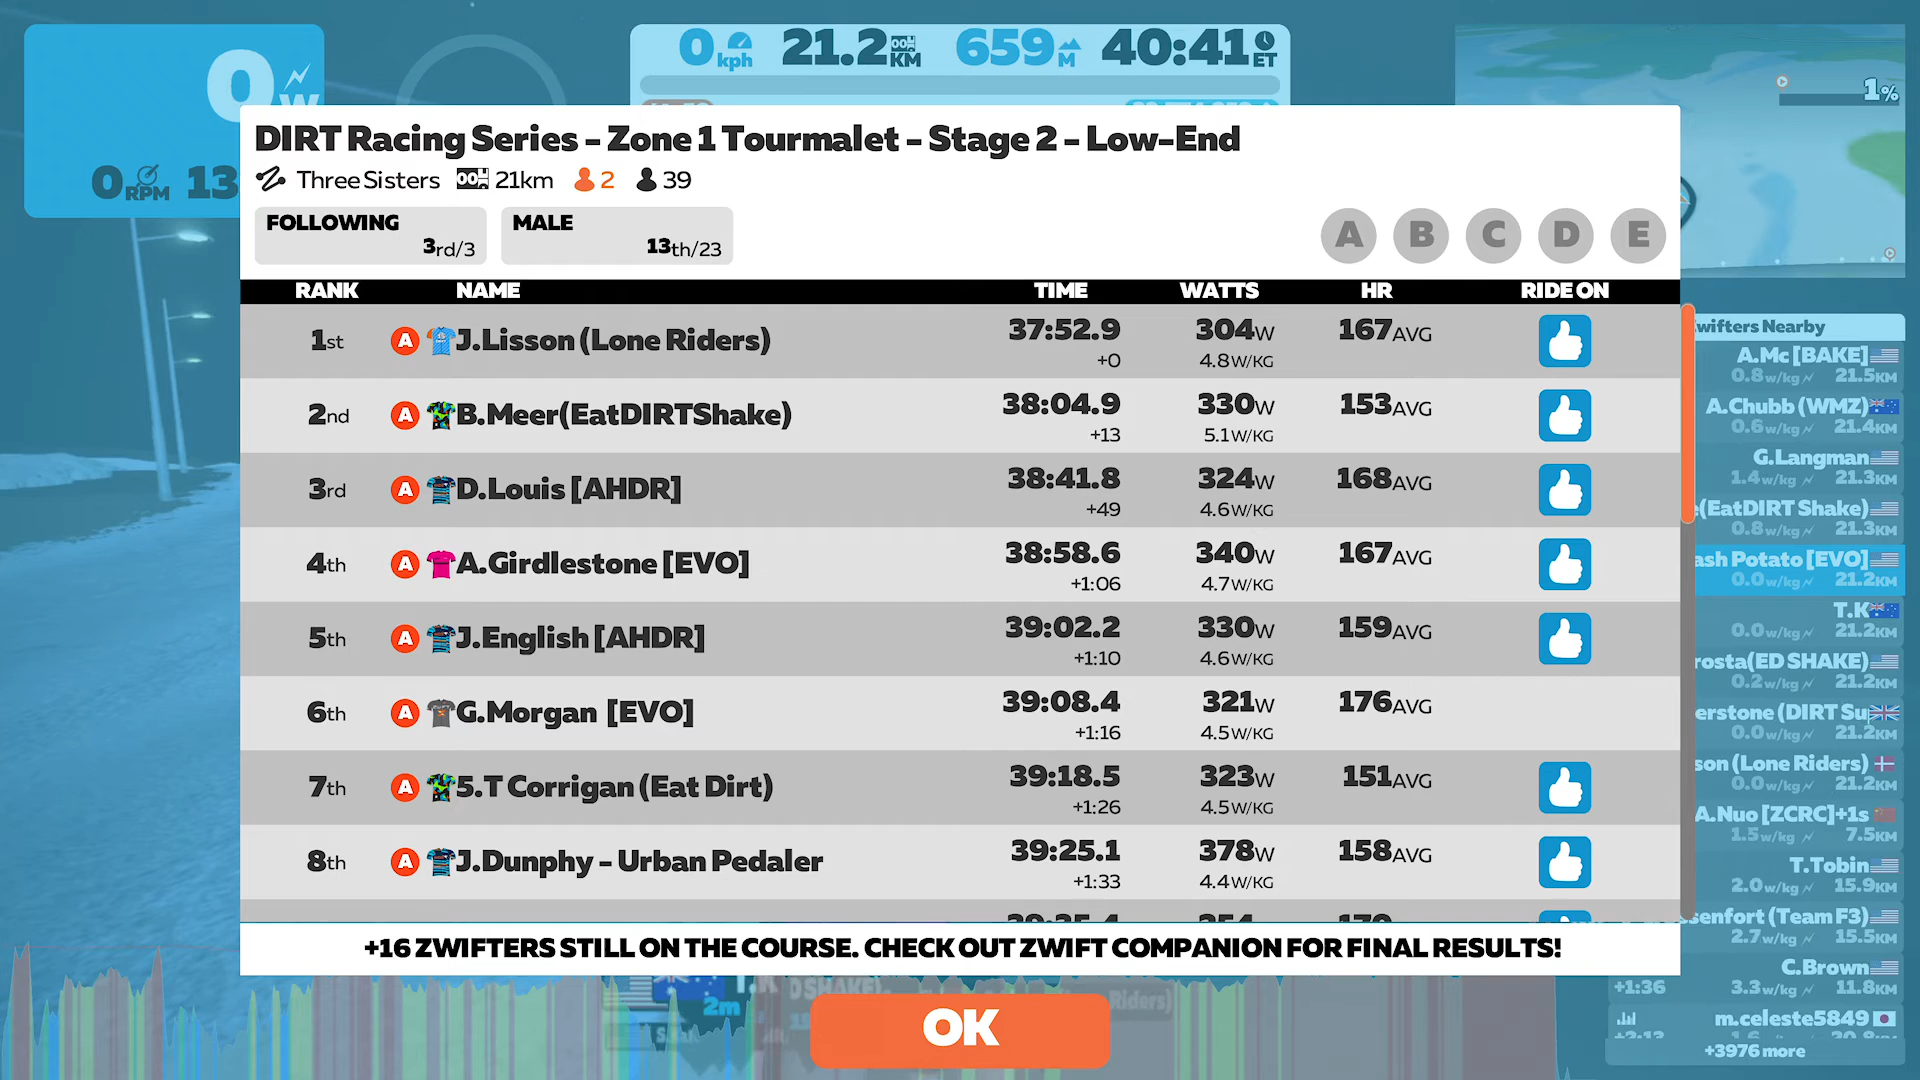 0 W
0 RPM 13
0 kph 21.2 KM 659 M 40:41 ET
1%
DIRT Racing Series - Zone 1 Tourmalet - Stage 2 - Low-End
Three Sisters 21km 2 39
FOLLOWING
3rd/3
MALE
13th/23
A B C D E
RANK NAME TIME WATTS HR RIDE ON
1st A J.Lisson (Lone Riders) 37:52.9 304W 167AVG
+0 4.8W/KG
2nd A B.Meer(EatDIRTShake) 38:04.9 330W 153AVG
+13 5.1W/KG
3rd A D.Louis [AHDR] 38:41.8 324W 168AVG
+49 4.6W/KG
4th A A.Girdlestone [EVO] 38:58.6 340W 167AVG
+1:06 4.7W/KG
5th A J.English [AHDR] 39:02.2 330W 159AVG
+1:10 4.6W/KG
6th A G.Morgan [EVO] 39:08.4 321W 176AVG
+1:16 4.5W/KG
7th A 5.T Corrigan (Eat Dirt) 39:18.5 323W 151AVG
+1:26 4.5W/KG
8th A J.Dunphy - Urban Pedaler 39:25.1 378W 158AVG
+1:33 4.4W/KG
+16 ZWIFTERS STILL ON THE COURSE. CHECK OUT ZWIFT COMPANION FOR FINAL RESULTS!
OK
2m
Riders)
wifters Nearby
A.Mc [BAKE]
0.8w/kg 21.5KM
A.Chubb (WMZ)
0.6w/kg 21.4KM
G.Langman
1.4w/kg 21.3KM
(EatDIRT Shake)
0.8w/kg 21.3KM
ash Potato [EVO]
0.0w/kg 21.2KM
T.K
0.0w/kg 21.2KM
rosta(ED SHAKE)
0.2w/kg 21.2KM
erstone (DIRT Su
0.0w/kg 21.2KM
son (Lone Riders)
0.0w/kg 21.2KM
A.Nuo [ZCRC]+1s
1.5w/kg 7.5KM
T.Tobin
2.0w/kg 15.9KM
ssenfort (Team F3)
2.7w/kg 15.5KM
C.Brown
+1:36 3.3w/kg 11.8KM
m.celeste5849
+3976 more